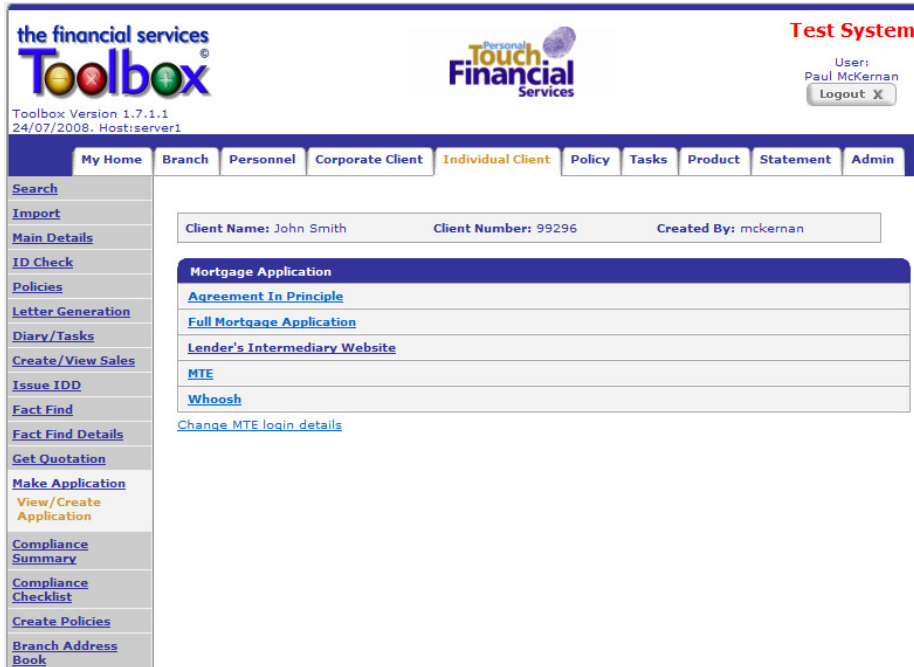 the financial services
Toolbox©
Toolbox Version 1.7.1.1
24/07/2008. Host:server1
Personal
Touch
Financial
Services
Test System
User:
Paul McKernan
Logout X
My Home Branch Personnel Corporate Client Individual Client Policy Tasks Product Statement Admin
Search
Import
Main Details
ID Check
Policies
Letter Generation
Diary/Tasks
Create/View Sales
Issue IDD
Fact Find
Fact Find Details
Get Quotation
Make Application
View/Create
Application
Compliance
Summary
Compliance
Checklist
Create Policies
Branch Address
Book
Client Name: John Smith Client Number: 99296 Created By: mckernan
Mortgage Application
Agreement In Principle
Full Mortgage Application
Lender's Intermediary Website
MTE
Whoosh
Change MTE login details